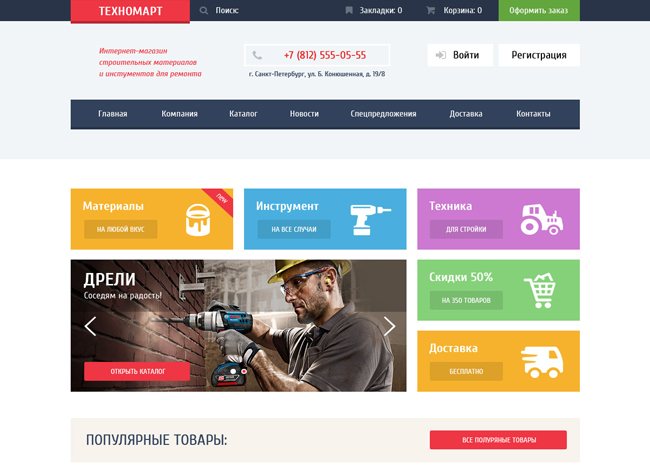 ТЕХНОМАРТ
Поиск:
Закладки: 0
Корзина: 0
Оформить заказ
Интернет-магазин
строительных материалов
и инструментов для ремонта
+7 (812) 555-05-55
г. Санкт-Петербург, ул. Б. Конюшенная, д. 19/8
Войти
Регистрация
Главная
Компания
Каталог
Новости
Спецпредложения
Доставка
Контакты
Материалы
new
НА ЛЮБОЙ ВКУС
Инструмент
НА ВСЕ СЛУЧАИ
Техника
ДЛЯ СТРОЙКИ
ДРЕЛИ
Соседям на радость!
ОТКРЫТЬ КАТАЛОГ
Скидки 50%
НА 350 ТОВАРОВ
Доставка
БЕСПЛАТНО
ПОПУЛЯРНЫЕ ТОВАРЫ:
ВСЕ ПОПУЛЯРНЫЕ ТОВАРЫ